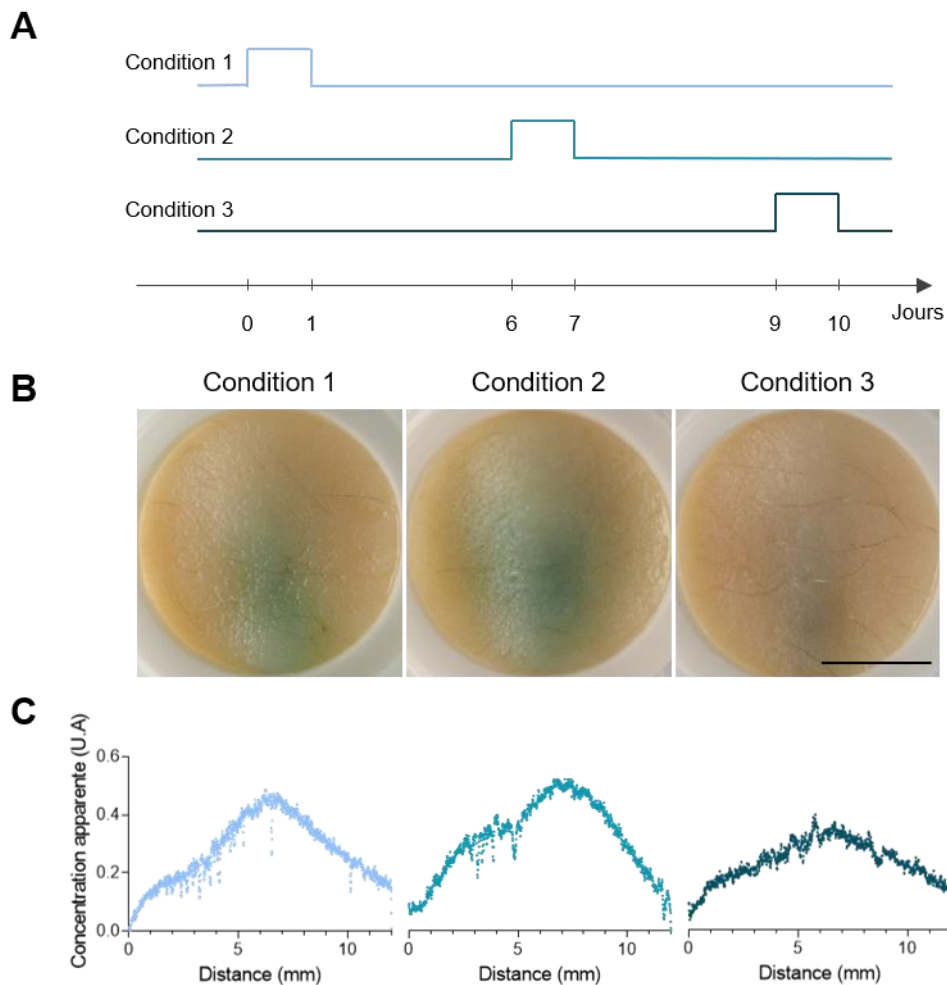 A
Condition 1
Condition 2
Condition 3
0 1 6 7 9 10
Jours
B
Condition 1 Condition 2 Condition 3
C
Concentration apparente (U.A)
0.6
0.4
0.2
0.0
0 5 10 0 5 10 0 5 10
Distance (mm) Distance (mm) Distance (mm)